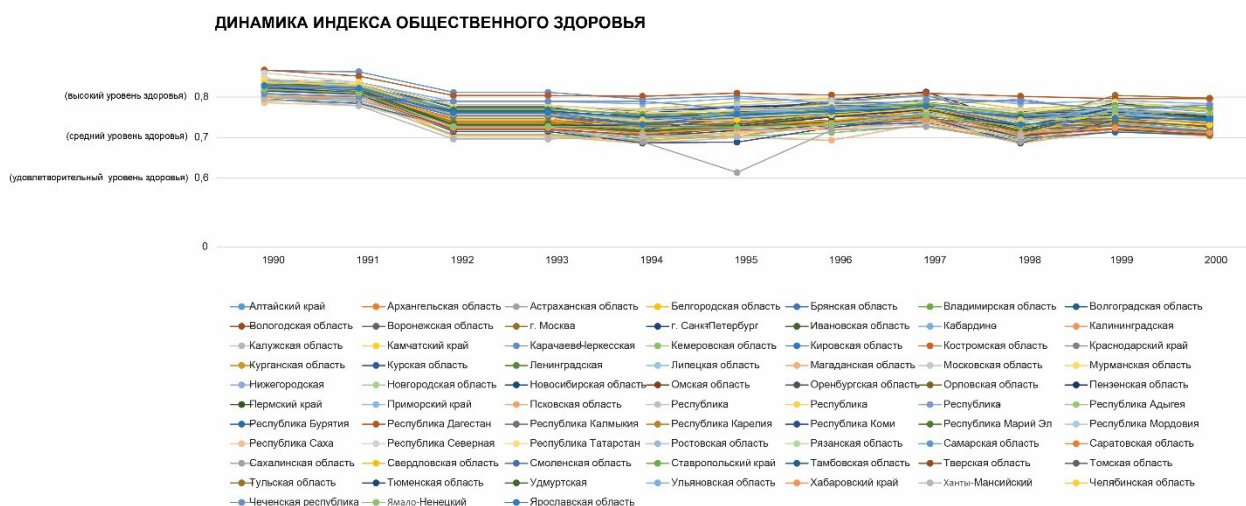 ДИНАМИКА ИНДЕКСА ОБЩЕСТВЕННОГО ЗДОРОВЬЯ
(высокий уровень здоровья) 0,8
(средний уровень здоровья) 0,7
(удовлетворительный уровень здоровья) 0,6
0
1990 1991 1992 1993 1994 1995 1996 1997 1998 1999 2000
Алтайский край Архангельская область Астраханская область Белгородская область Брянская область Владимирская область Волгоградская область
Вологодская область Воронежская область г. Москва г. СанктПетербург Ивановская область Кабардино Калининградская
Калужская область Камчатский край КарачаевоЧеркесская Кемеровская область Кировская область Костромская область Краснодарский край
Курганская область Курская область Ленинградская Липецкая область Магаданская область Московская область Мурманская область
Нижегородская Новгородская область Новосибирская область Омская область Оренбургская область Орловская область Пензенская область
Пермский край Приморский край Псковская область Республика Республика Республика Республика Адыгея
Республика Бурятия Республика Дагестан Республика Калмыкия Республика Карелия Республика Коми Республика Марий Эл Республика Мордовия
Республика Саха Республика Северная Республика Татарстан Ростовская область Рязанская область Самарская область Саратовская область
Сахалинская область Свердловская область Смоленская область Ставропольский край Тамбовская область Тверская область Томская область
Тульская область Тюменская область Удмуртская Ульяновская область Хабаровский край Ханты-Мансийский Челябинская область
Чеченская республика Ямало-Ненецкий Ярославская область